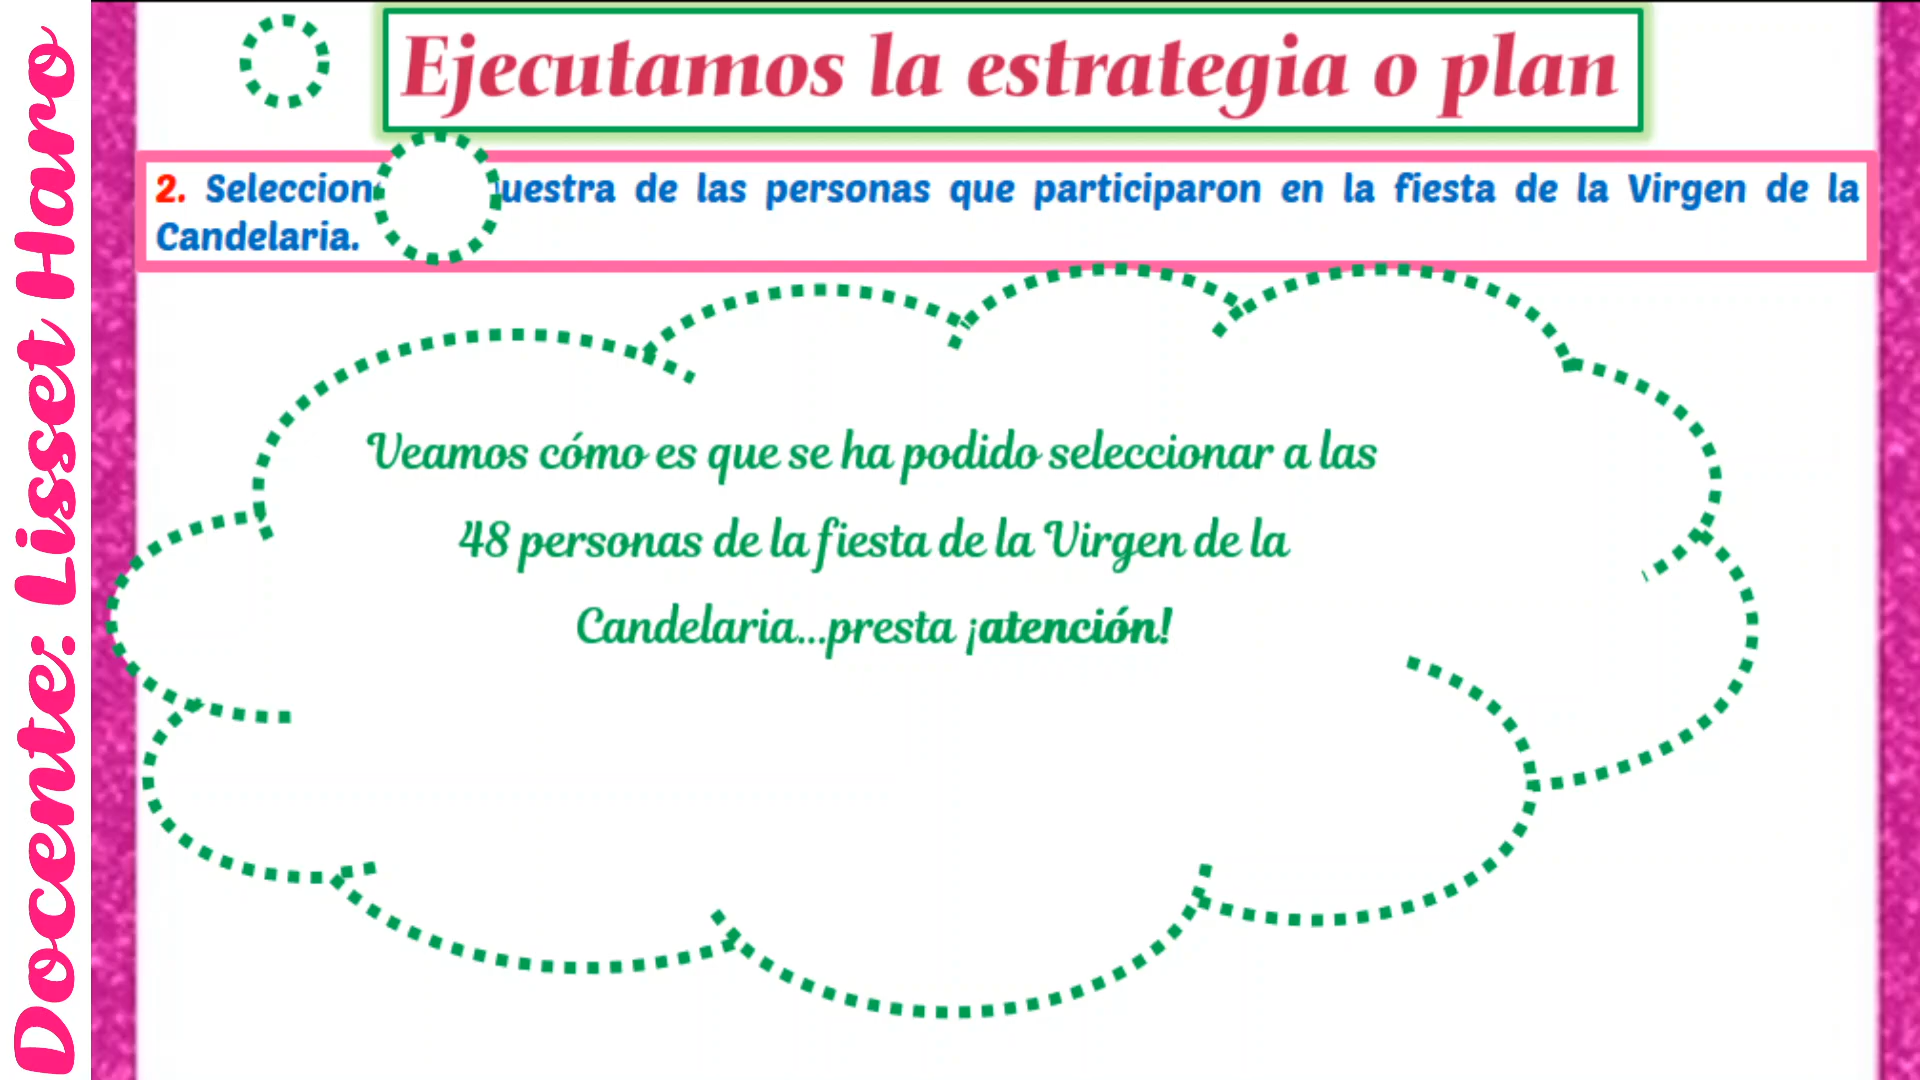 Docente: Lisset Haro
Ejecutamos la estrategia o plan
2. Seleccion uestra de las personas que participaron en la fiesta de la Virgen de la
Candelaria.
Veamos cómo es que se ha podido seleccionar a las
48 personas de la fiesta de la Virgen de la
Candelaria...presta ¡atención!